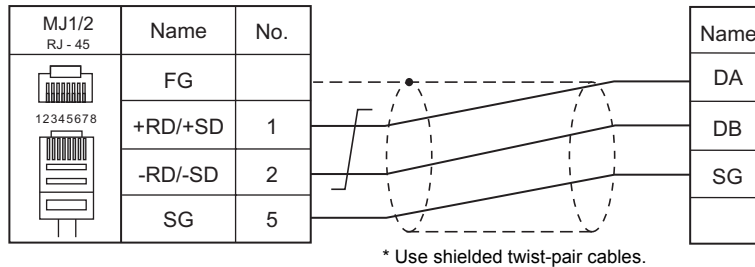 MJ1/2 Name No.
RJ - 45
FG
12345678
+RD/+SD 1
-RD/-SD 2
SG 5
Name
DA
DB
SG
* Use shielded twist-pair cables.